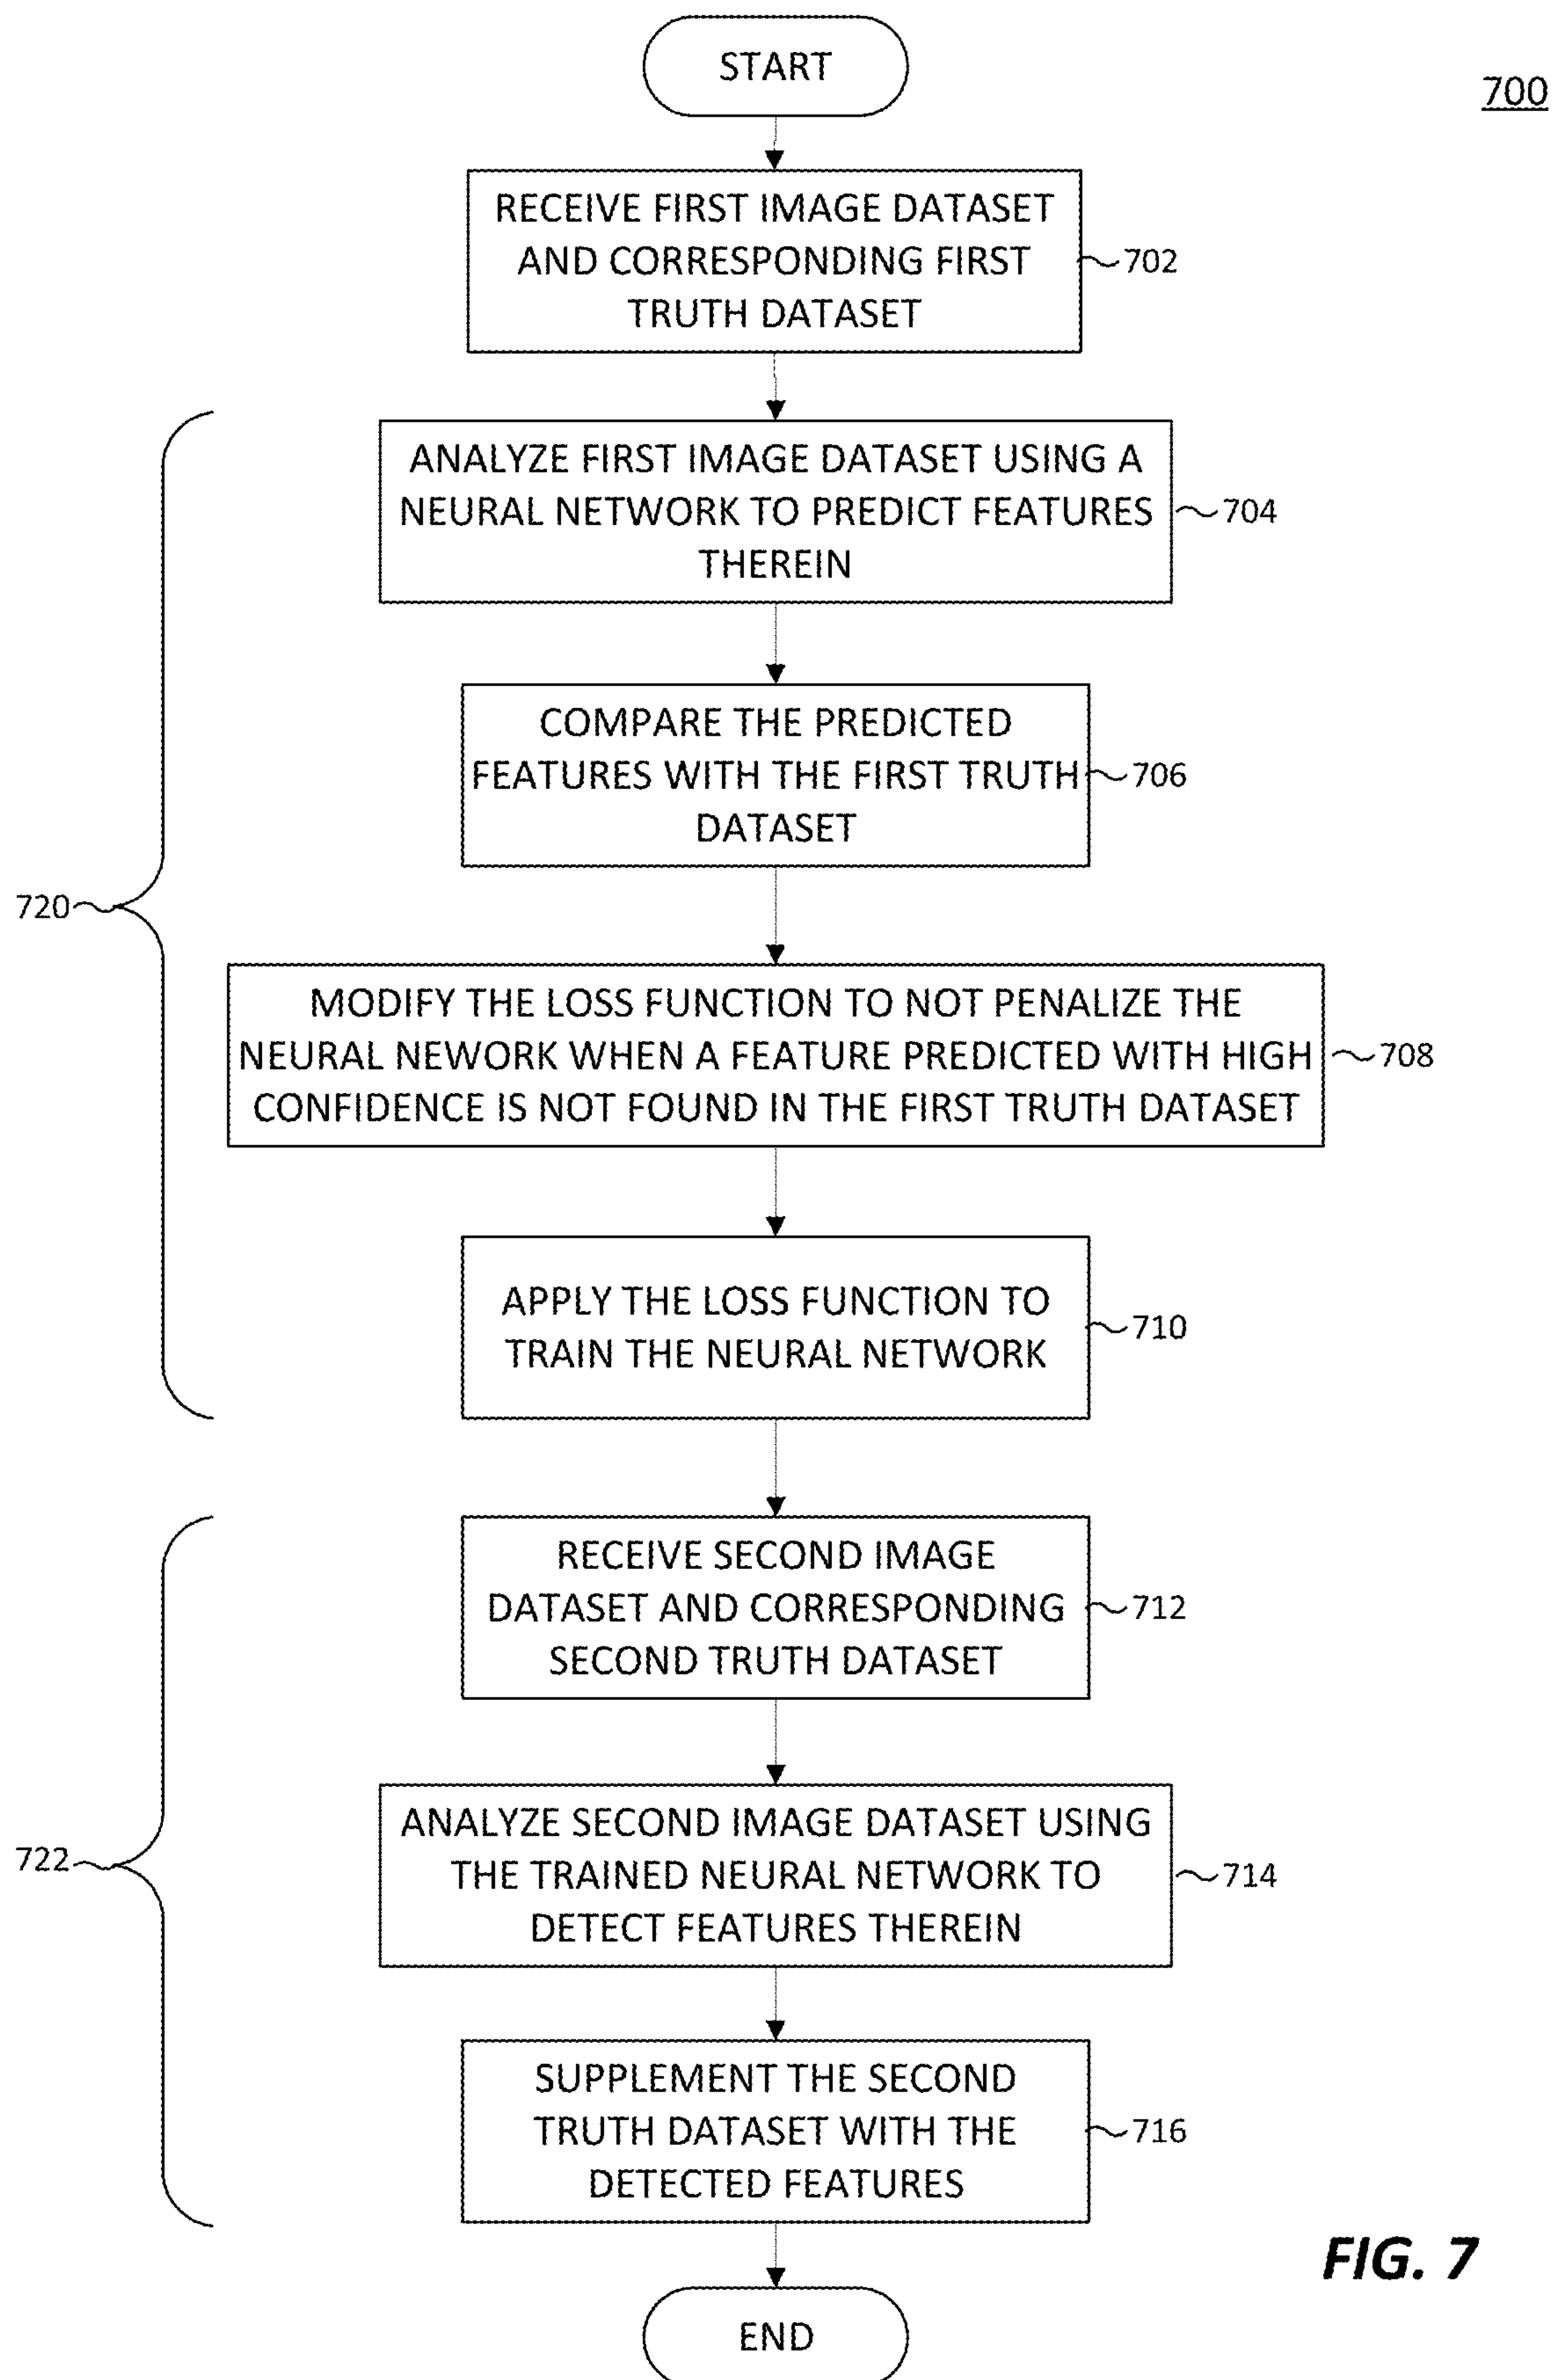 START
700
RECEIVE FIRST IMAGE DATASET
AND CORRESPONDING FIRST
TRUTH DATASET
702
ANALYZE FIRST IMAGE DATASET USING A
NEURAL NETWORK TO PREDICT FEATURES
THEREIN
704
COMPARE THE PREDICTED
FEATURES WITH THE FIRST TRUTH
DATASET
706
720
MODIFY THE LOSS FUNCTION TO NOT PENALIZE THE
NEURAL NEWORK WHEN A FEATURE PREDICTED WITH HIGH
CONFIDENCE IS NOT FOUND IN THE FIRST TRUTH DATASET
708
APPLY THE LOSS FUNCTION TO
TRAIN THE NEURAL NETWORK
710
RECEIVE SECOND IMAGE
DATASET AND CORRESPONDING
SECOND TRUTH DATASET
712
722
ANALYZE SECOND IMAGE DATASET USING
THE TRAINED NEURAL NETWORK TO
DETECT FEATURES THEREIN
714
SUPPLEMENT THE SECOND
TRUTH DATASET WITH THE
DETECTED FEATURES
716
FIG. 7
END